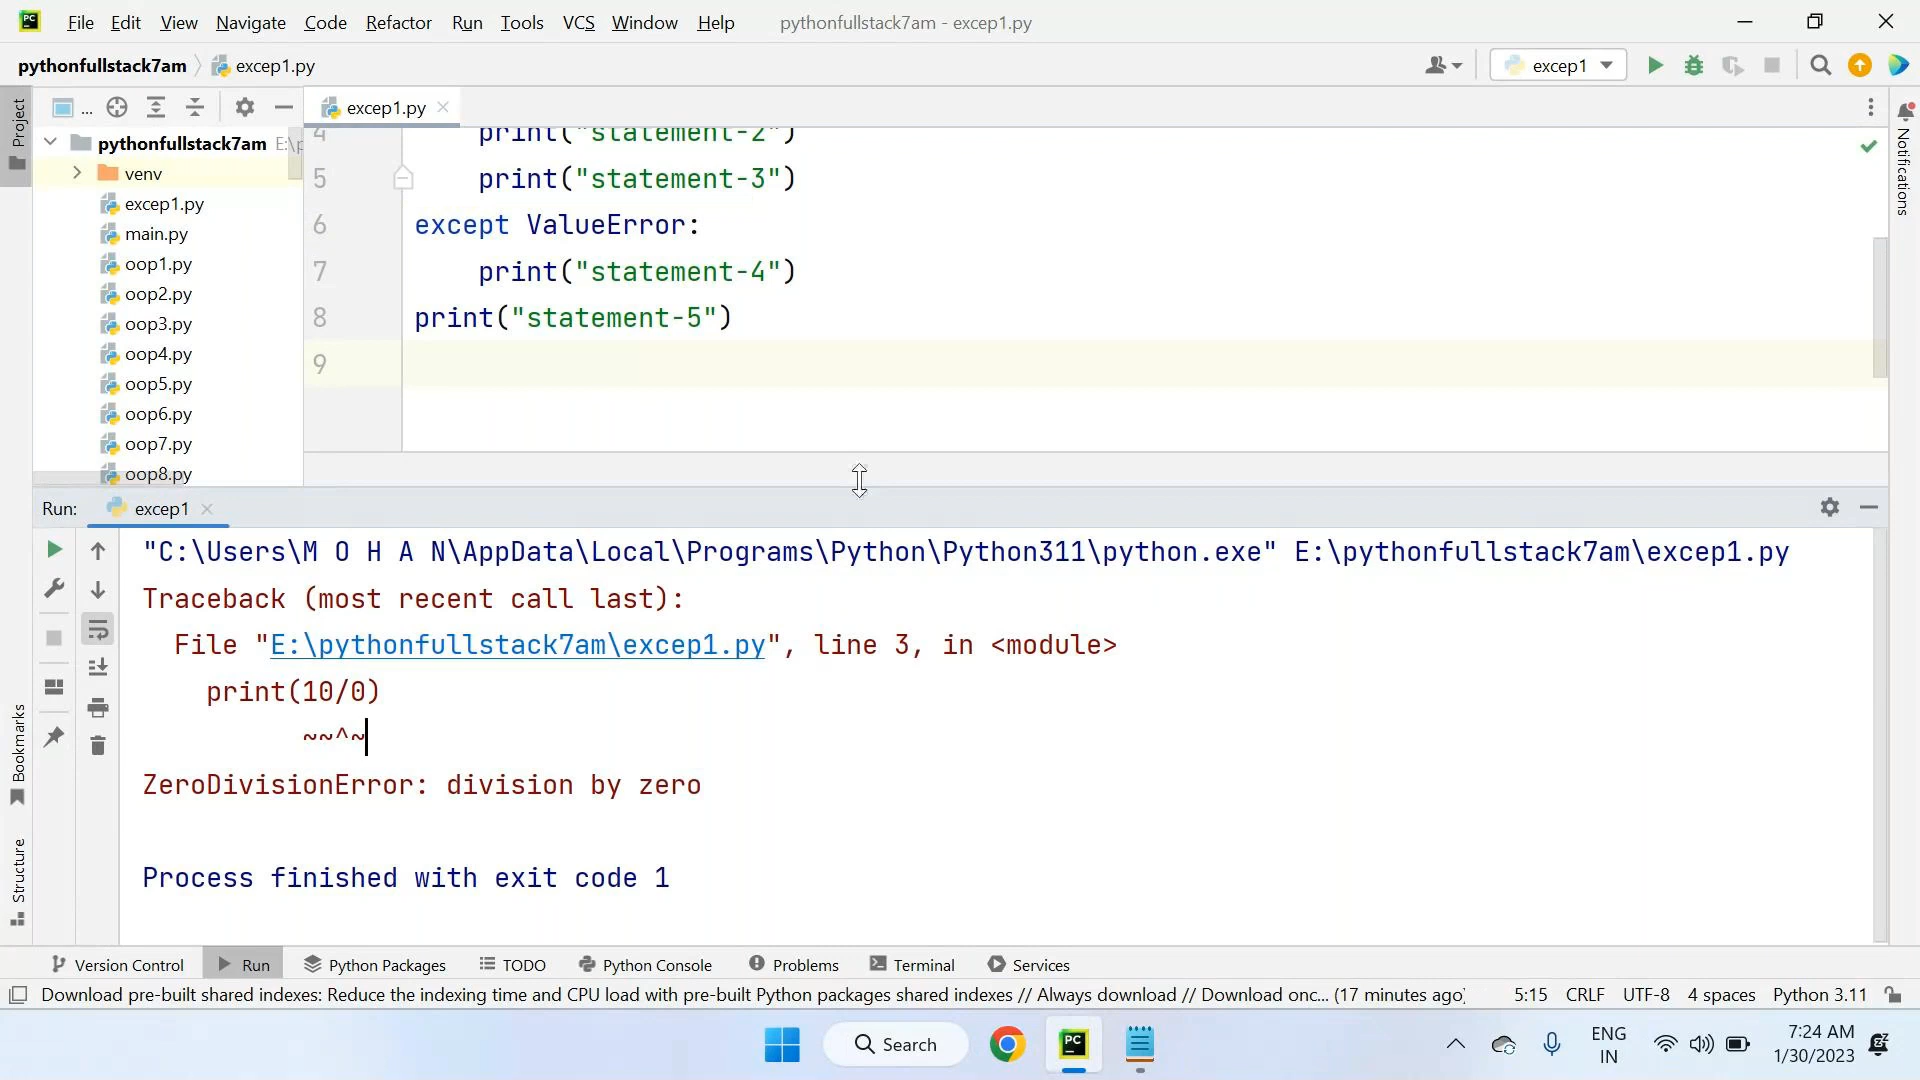 PC File Edit View Navigate Code Refactor Run Tools VCS Window Help pythonfullstack7am - excep1.py
pythonfullstack7am excep1.py excep1
Project
... excep1.py
pythonfullstack7am E:\p
venv
excep1.py
main.py
oop1.py
oop2.py
oop3.py
oop4.py
oop5.py
oop6.py
oop7.py
oop8.py
4 print("statement-2")
5 print("statement-3")
6 except ValueError:
7 print("statement-4")
8 print("statement-5")
9
Notifications
Run: excep1
"C:\Users\M O H A N\AppData\Local\Programs\Python\Python311\python.exe" E:\pythonfullstack7am\excep1.py
Traceback (most recent call last):
File "E:\pythonfullstack7am\excep1.py", line 3, in <module>
print(10/0)
~~^~
ZeroDivisionError: division by zero
Process finished with exit code 1
Bookmarks
Structure
Version Control Run Python Packages TODO Python Console Problems Terminal Services
Download pre-built shared indexes: Reduce the indexing time and CPU load with pre-built Python packages shared indexes // Always download // Download onc... (17 minutes ago) 5:15 CRLF UTF-8 4 spaces Python 3.11
Search PC ENG 7:24 AM
IN 1/30/2023